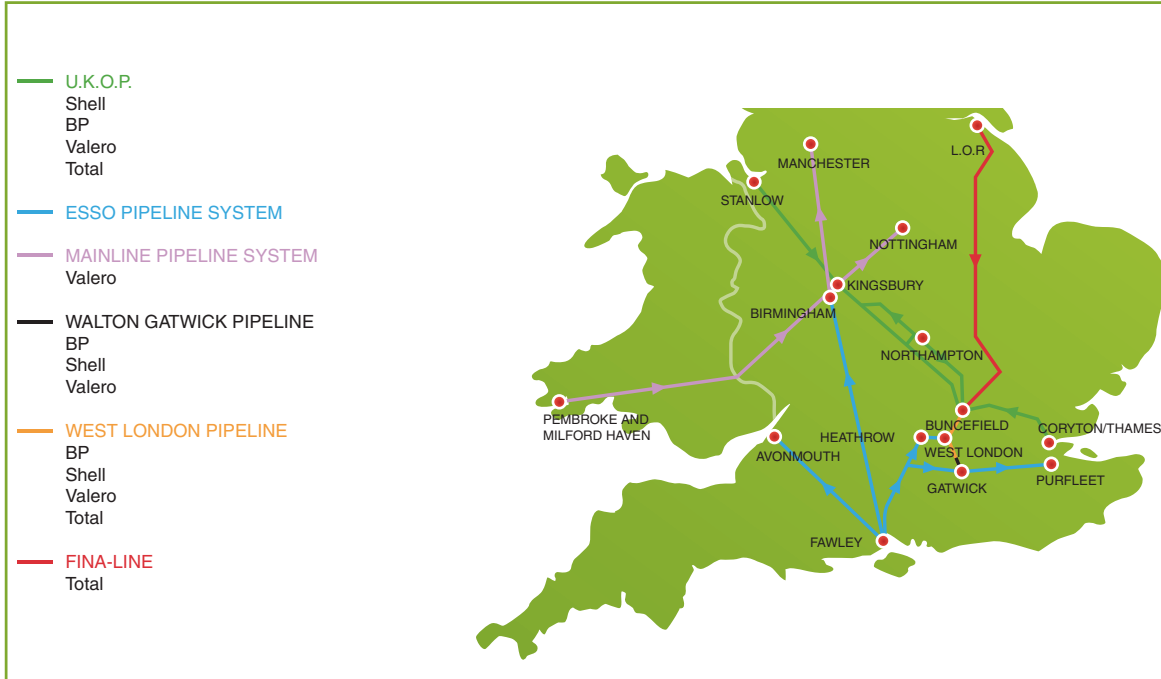 U.K.O.P.
Shell
BP
Valero
Total
ESSO PIPELINE SYSTEM
MAINLINE PIPELINE SYSTEM
Valero
WALTON GATWICK PIPELINE
BP
Shell
Valero
WEST LONDON PIPELINE
BP
Shell
Valero
Total
FINA-LINE
Total
L.O.R
MANCHESTER
STANLOW
NOTTINGHAM
KINGSBURY
BIRMINGHAM
NORTHAMPTON
PEMBROKE AND
MILFORD HAVEN
BUNCEFIELD
CORYTON/THAMES
HEATHROW
WEST LONDON
AVONMOUTH
GATWICK
PURFLEET
FAWLEY